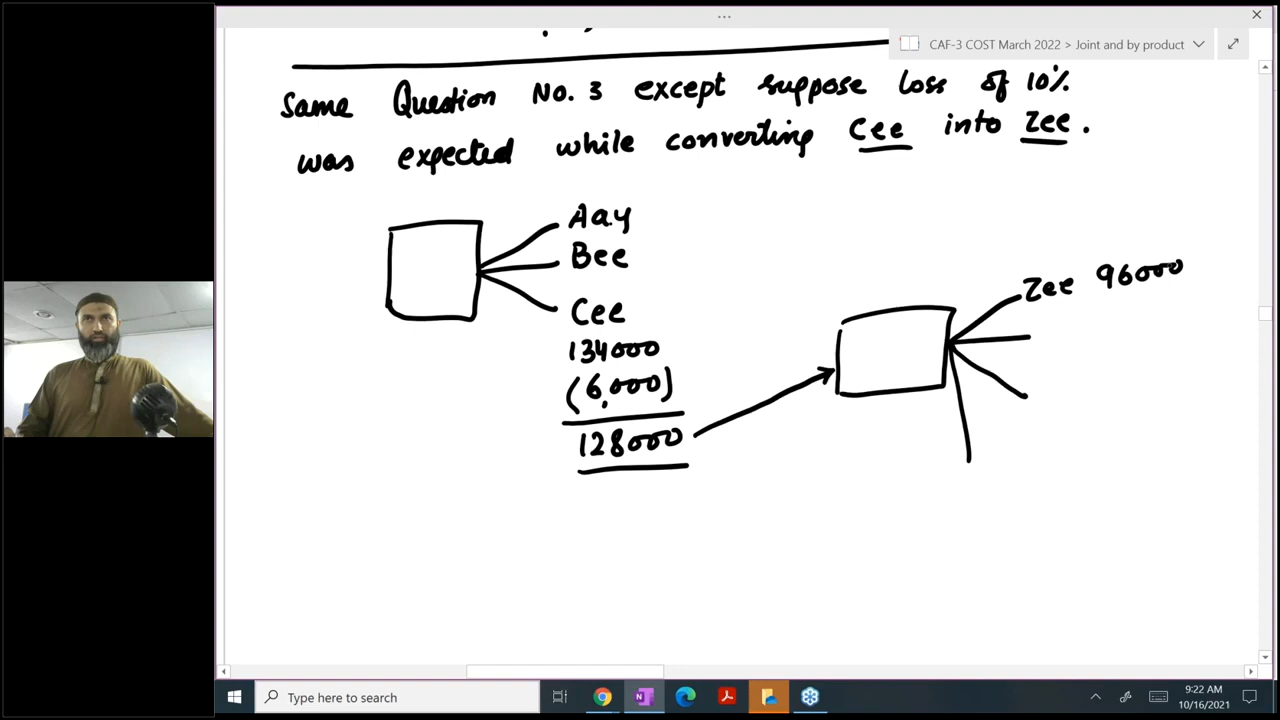 CAF-3 COST March 2022 > Joint and by product
Same Question No. 3 except suppose loss of 10%
was expected while converting Cee into Zee.
Aay
Bee
Cee
134000
(6,000)
128000
Zee 96000
Type here to search
9:22 AM
10/16/2021